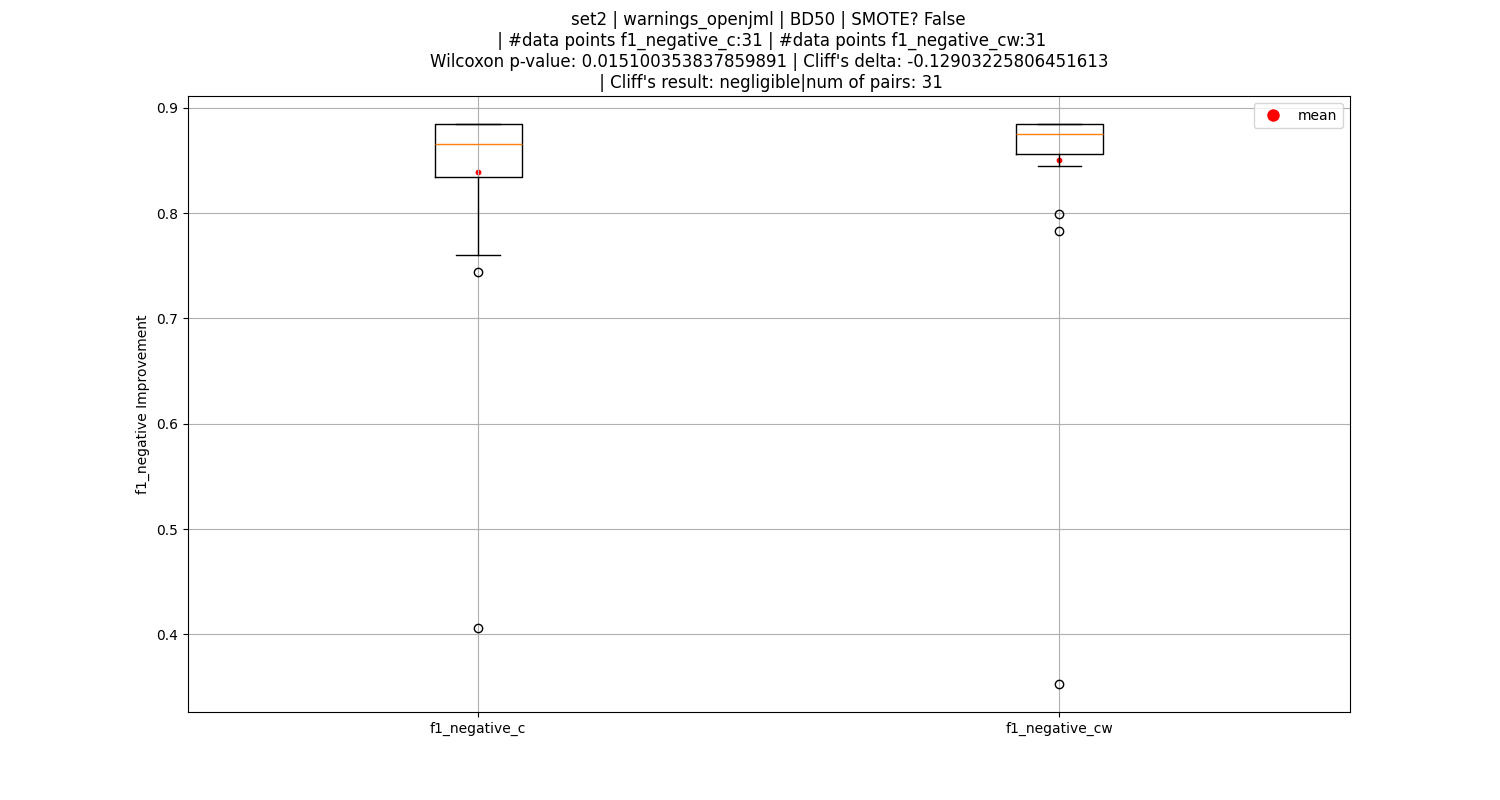 set2 | warnings_openjml | BD50 | SMOTE? False
| #data points f1_negative_c:31 | #data points f1_negative_cw:31
Wilcoxon p-value: 0.015100353837859891 | Cliff's delta: -0.12903225806451613
| Cliff's result: negligible|num of pairs: 31
mean
0.9
0.8
0.7
0.6
0.5
0.4
f1_negative Improvement
f1_negative_c
f1_negative_cw